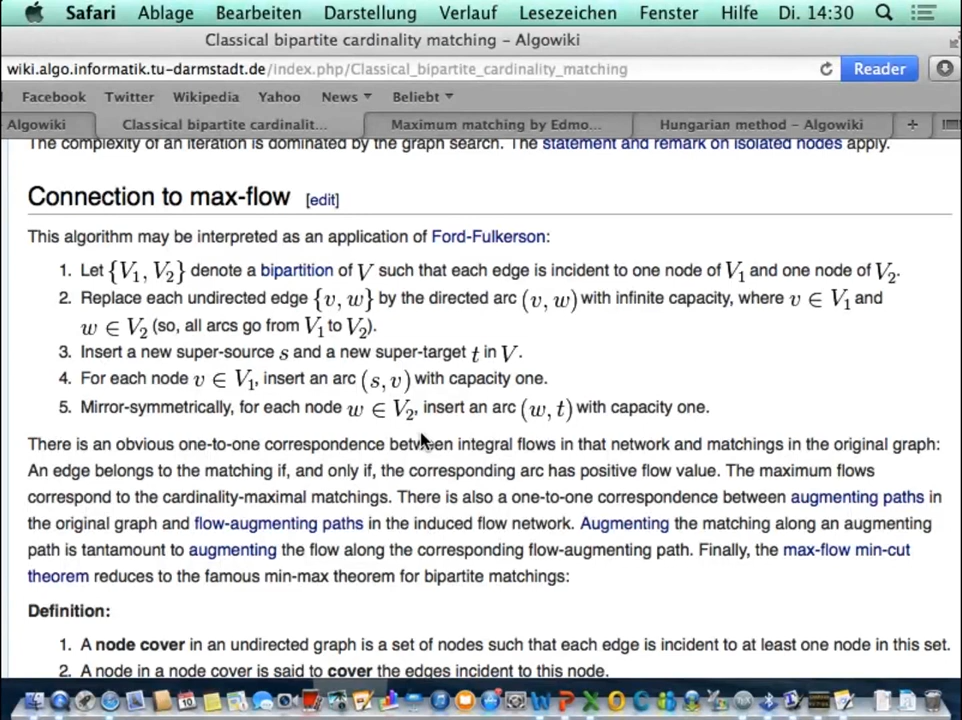 Safari Ablage Bearbeiten Darstellung Verlauf Lesezeichen Fenster Hilfe Di. 14:30
Classical bipartite cardinality matching – Algowiki
wiki.algo.informatik.tu-darmstadt.de/index.php/Classical_bipartite_cardinality_matching Reader
Facebook Twitter Wikipedia Yahoo News ▼ Beliebt ▼
Algowiki Classical bipartite cardinalit... Maximum matching by Edmo... Hungarian method – Algowiki +
The complexity of an iteration is dominated by the graph search. The statement and remark on isolated nodes apply.
Connection to max-flow [edit]
This algorithm may be interpreted as an application of Ford-Fulkerson:
1. Let {V₁, V₂} denote a bipartition of V such that each edge is incident to one node of V₁ and one node of V₂.
2. Replace each undirected edge {v, w} by the directed arc (v, w) with infinite capacity, where v ∈ V₁ and
w ∈ V₂ (so, all arcs go from V₁ to V₂).
3. Insert a new super-source s and a new super-target t in V.
4. For each node v ∈ V₁, insert an arc (s, v) with capacity one.
5. Mirror-symmetrically, for each node w ∈ V₂, insert an arc (w, t) with capacity one.
There is an obvious one-to-one correspondence between integral flows in that network and matchings in the original graph:
An edge belongs to the matching if, and only if, the corresponding arc has positive flow value. The maximum flows
correspond to the cardinality-maximal matchings. There is also a one-to-one correspondence between augmenting paths in
the original graph and flow-augmenting paths in the induced flow network. Augmenting the matching along an augmenting
path is tantamount to augmenting the flow along the corresponding flow-augmenting path. Finally, the max-flow min-cut
theorem reduces to the famous min-max theorem for bipartite matchings:
Definition:
1. A node cover in an undirected graph is a set of nodes such that each edge is incident to at least one node in this set.
2. A node in a node cover is said to cover the edges incident to this node.